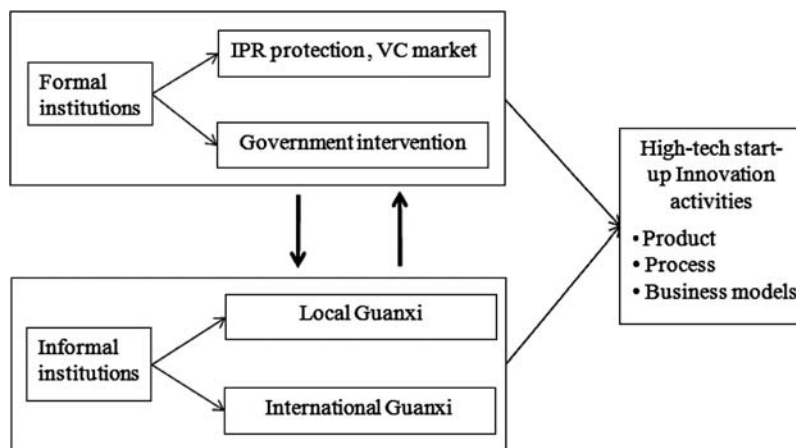 IPR protection , VC market
Formal
institutions
Government intervention
High-tech start-
up Innovation
activities
• Product
• Process
• Business models
Local Guanxi
Informal
institutions
International Guanxi